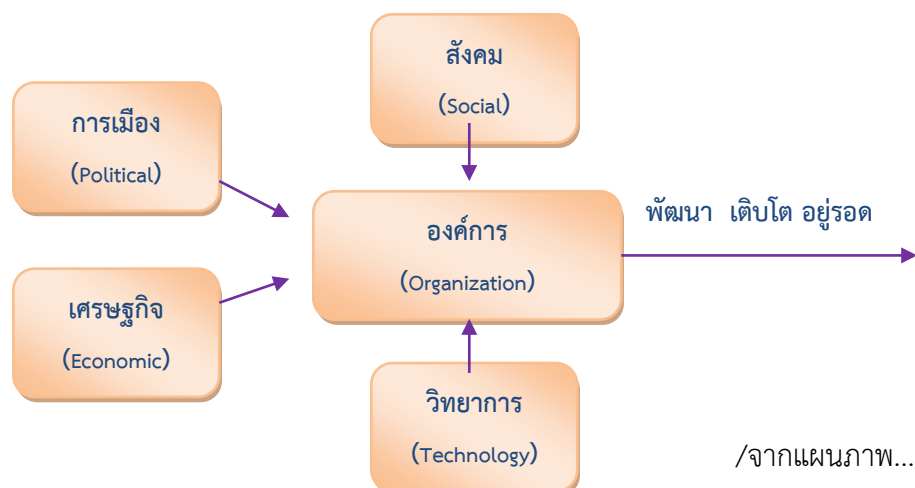 สังคม
(Social)
การเมือง
(Political)
องค์การ
(Organization)
พัฒนา เติบโต อยู่รอด
เศรษฐกิจ
(Economic)
วิทยาการ
(Technology)
/จากแผนภาพ...